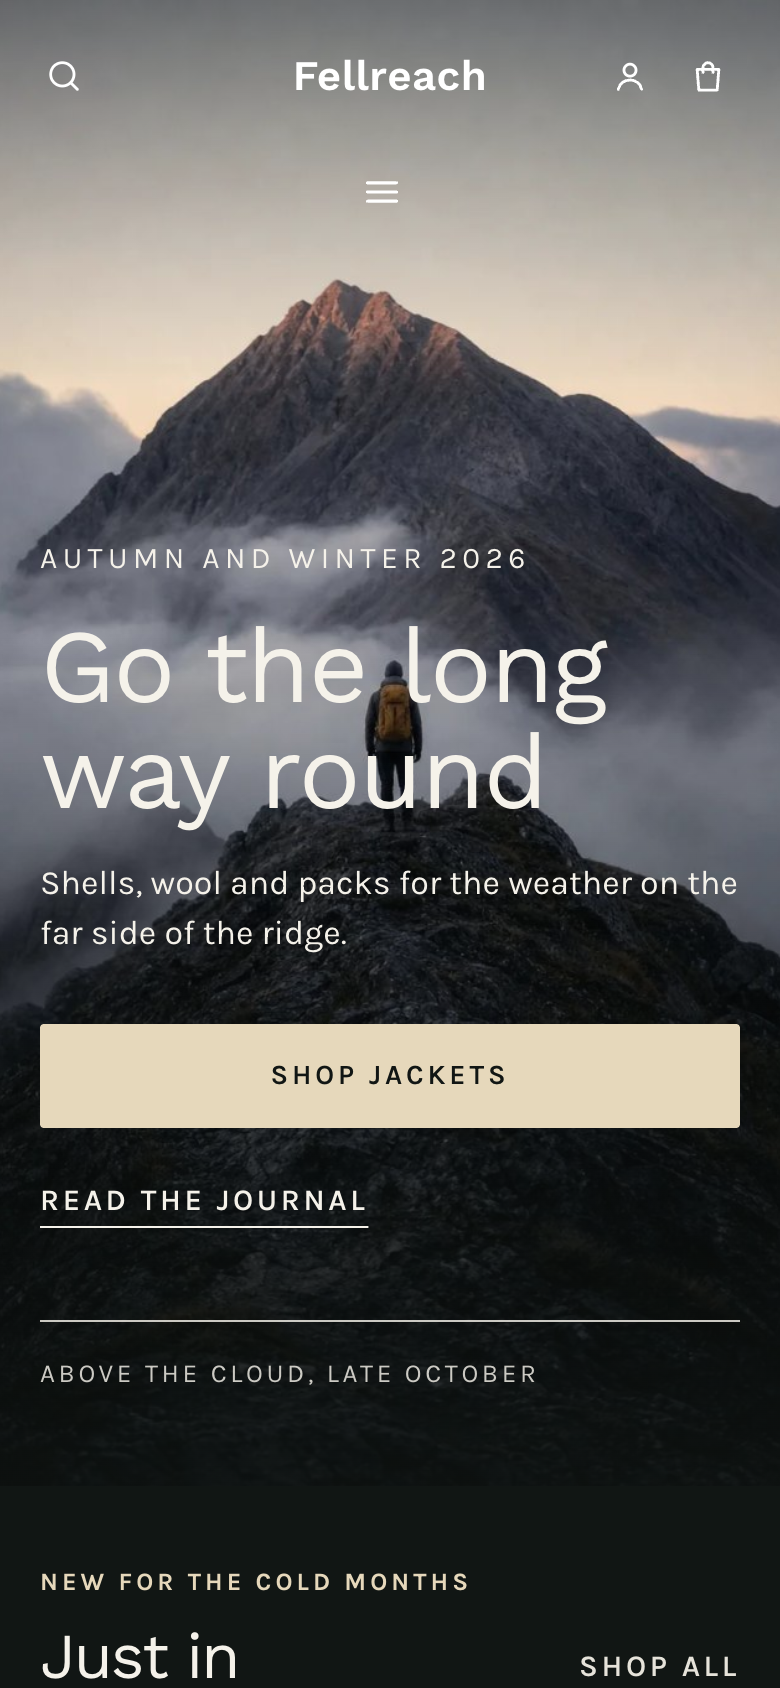 Fellreach
AUTUMN AND WINTER 2026
Go the long
way round
Shells, wool and packs for the weather on the
far side of the ridge.
SHOP JACKETS
READ THE JOURNAL
ABOVE THE CLOUD, LATE OCTOBER
NEW FOR THE COLD MONTHS
Just in
SHOP ALL